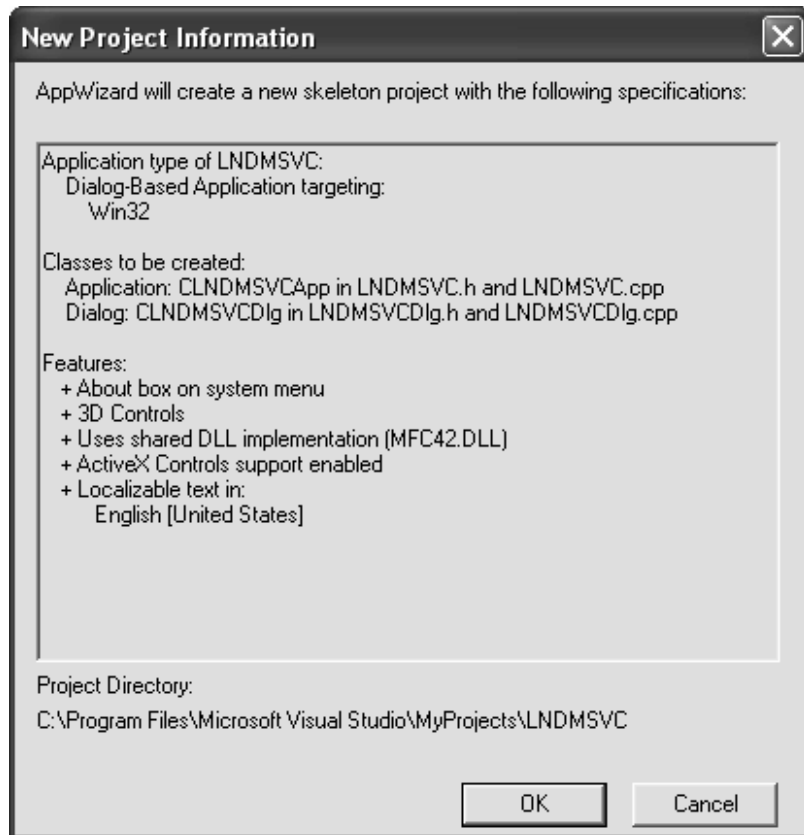 New Project Information
AppWizard will create a new skeleton project with the following specifications:
Application type of LNDMSVC:
Dialog-Based Application targeting:
Win32
Classes to be created:
Application: CLNDMSVCApp in LNDMSVC.h and LNDMSVC.cpp
Dialog: CLNDMSVCDlg in LNDMSVCDlg.h and LNDMSVCDlg.cpp
Features:
+ About box on system menu
+ 3D Controls
+ Uses shared DLL implementation (MFC42.DLL)
+ ActiveX Controls support enabled
+ Localizable text in:
English [United States]
Project Directory:
C:\Program Files\Microsoft Visual Studio\MyProjects\LNDMSVC
OK Cancel